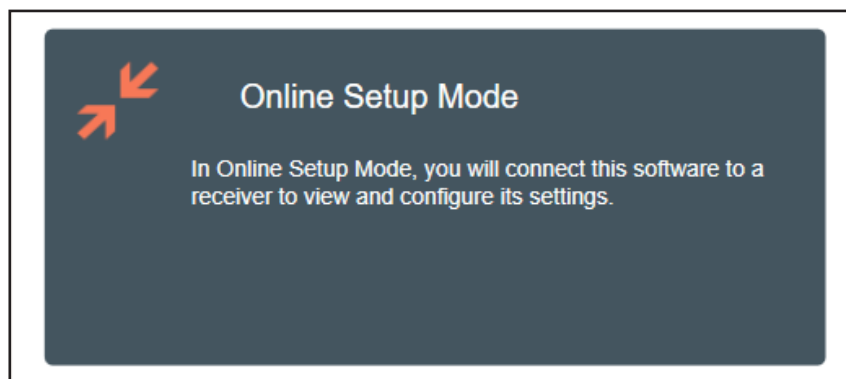 Online Setup Mode
In Online Setup Mode, you will connect this software to a
receiver to view and configure its settings.